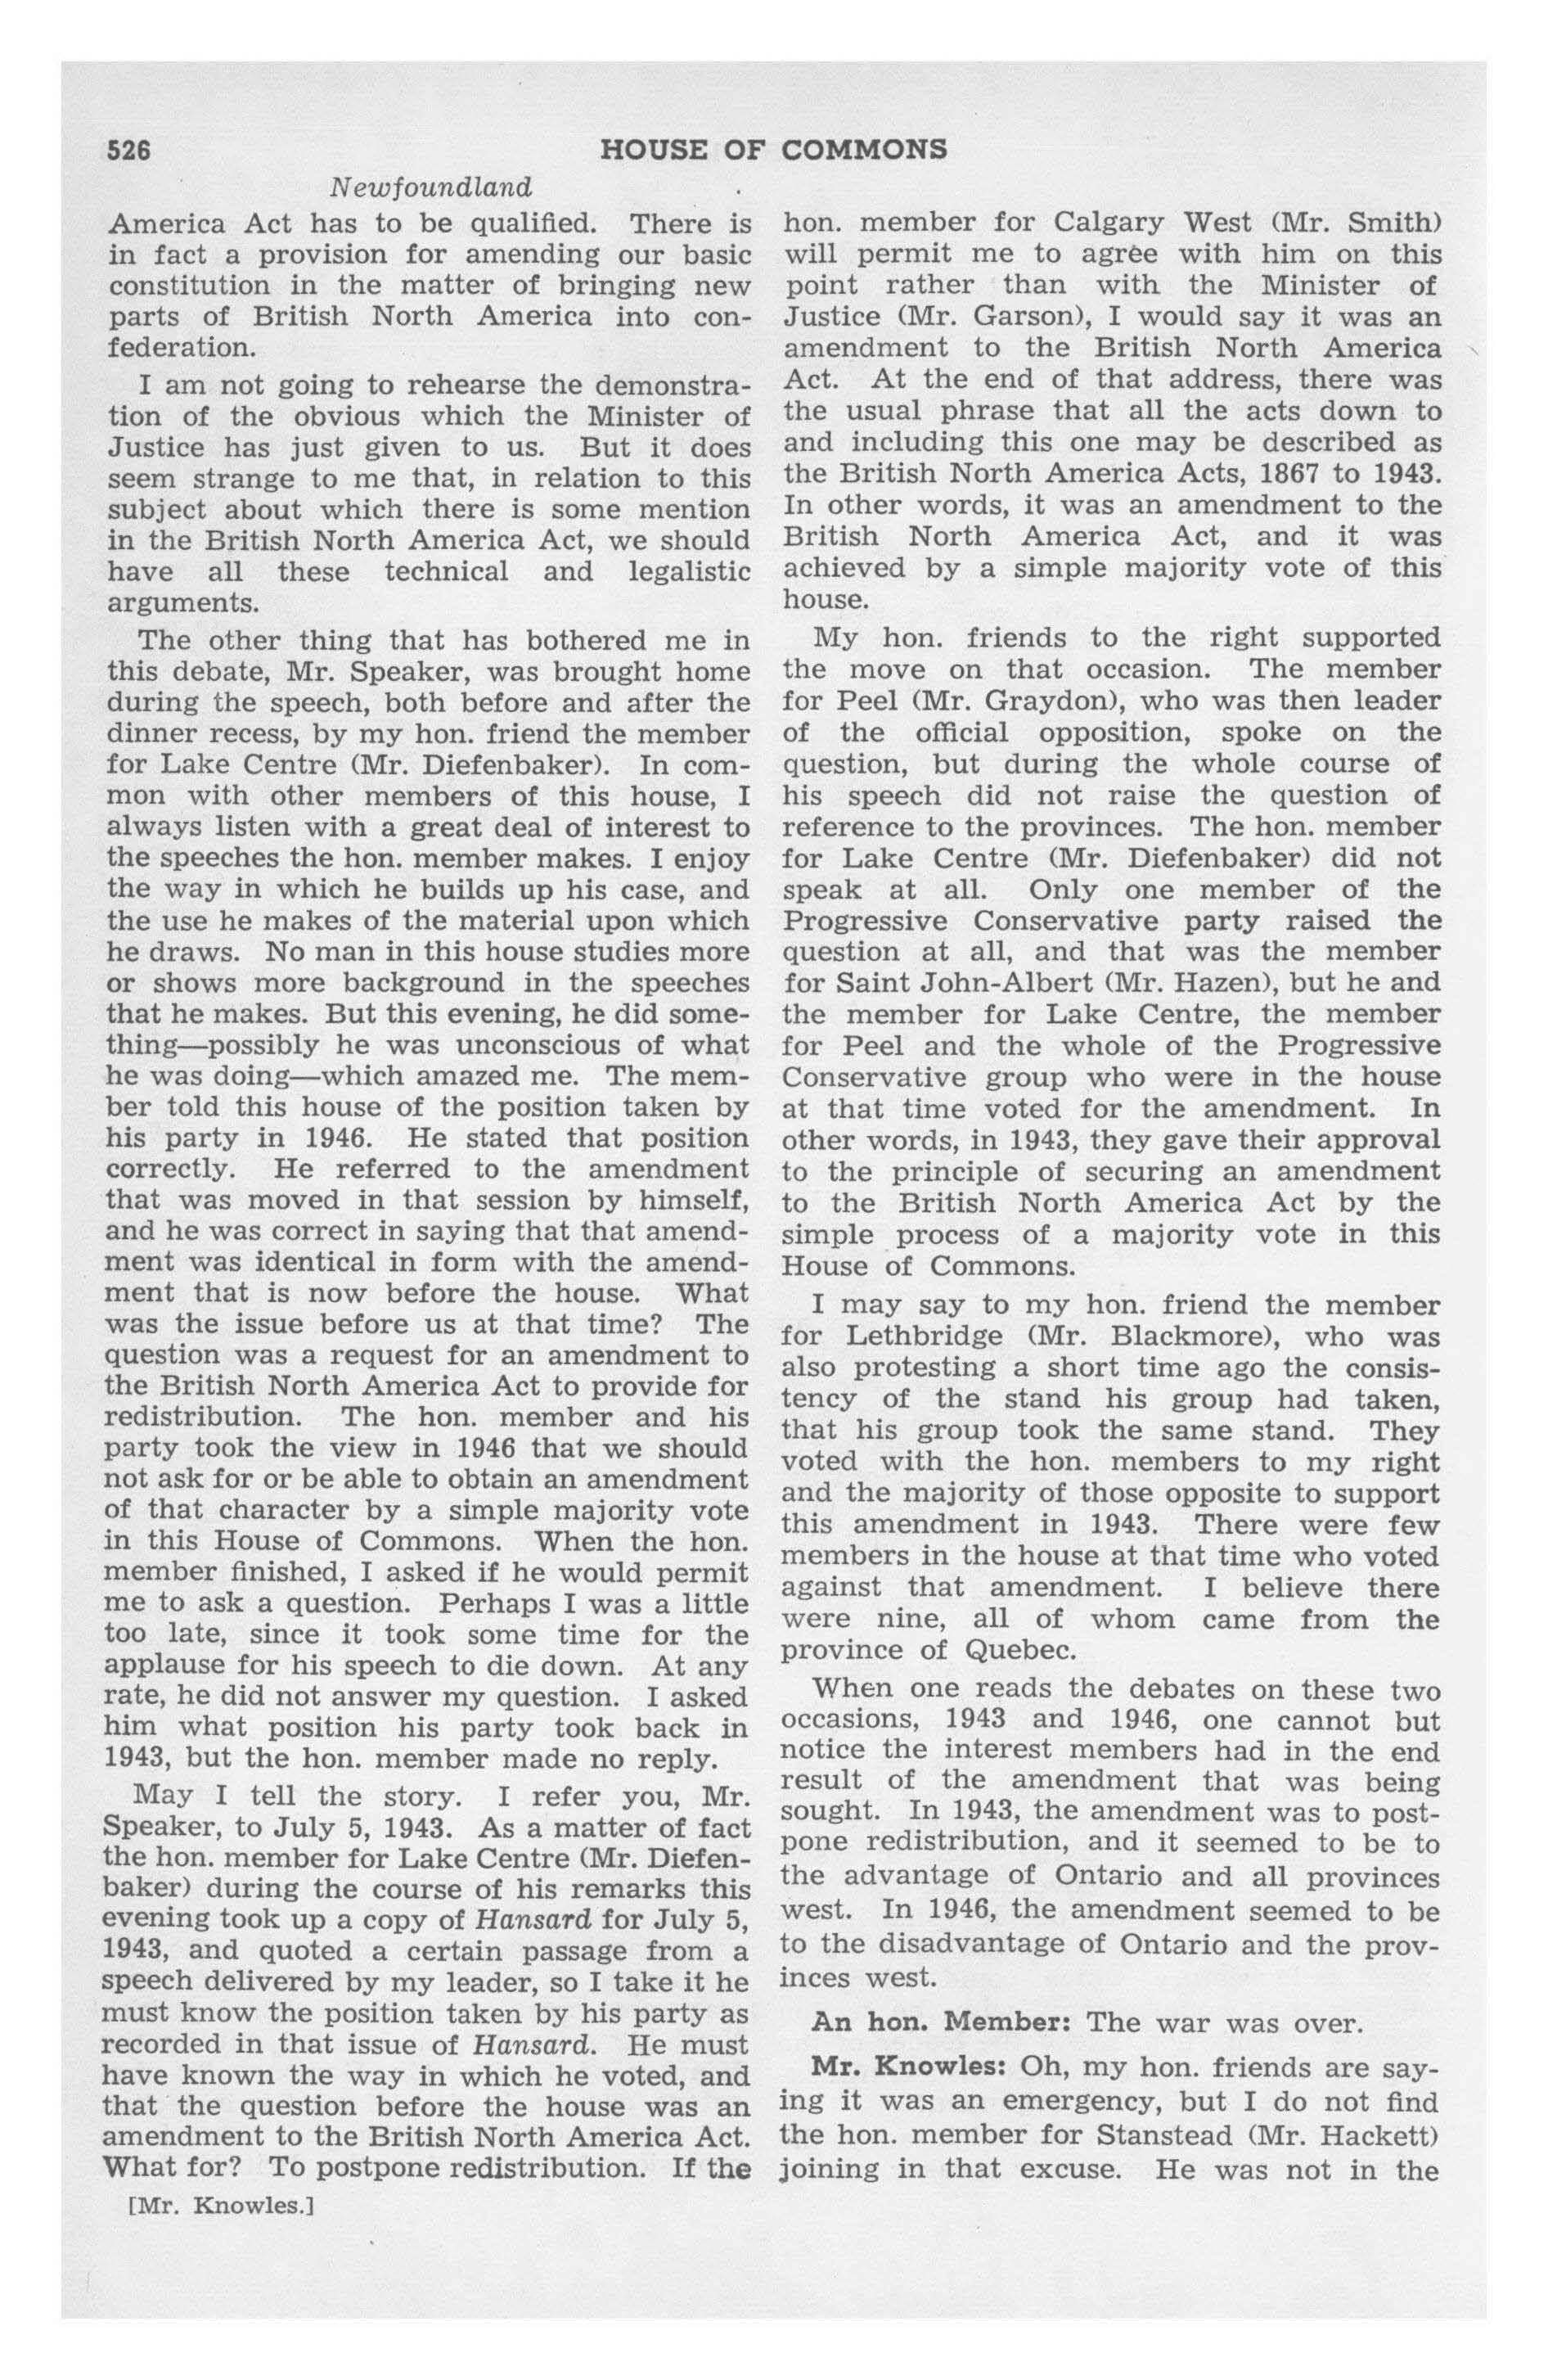 526
HOUSE OF COMMONS
Newfoundland
America Act has to be qualified. There is
in fact a provision for amending our basic
constitution in the matter of bringing new
parts of British North America into con-
federation.
I am not going to rehearse the demonstra-
tion of the obvious which the Minister of
Justice has just given to us. But it does
seem strange to me that, in relation to this
subject about which there is some mention
in the British North America Act, we should
have all these technical and legalistic
arguments.
The other thing that has bothered me in
this debate, Mr. Speaker, was brought home
during the speech, both before and after the
dinner recess, by my hon. friend the member
for Lake Centre (Mr. Diefenbaker). In com-
mon with other members of this house, I
always listen with a great deal of interest to
the speeches the hon. member makes. I enjoy
the way in which he builds up his case, and
the use he makes of the material upon which
he draws. No man in this house studies more
or shows more background in the speeches
that he makes. But this evening, he did some-
thing—possibly he was unconscious of what
he was doing—which amazed me. The mem-
ber told this house of the position taken by
his party in 1946. He stated that position
correctly. He referred to the amendment
that was moved in that session by himself,
and he was correct in saying that that amend-
ment was identical in form with the amend-
ment that is now before the house. What
was the issue before us at that time? The
question was a request for an amendment to
the British North America Act to provide for
redistribution. The hon. member and his
party took the view in 1946 that we should
not ask for or be able to obtain an amendment
of that character by a simple majority vote
in this House of Commons. When the hon.
member finished, I asked if he would permit
me to ask a question. Perhaps I was a little
too late, since it took some time for the
applause for his speech to die down. At any
rate, he did not answer my question. I asked
him what position his party took back in
1943, but the hon. member made no reply.
May I tell the story. I refer you, Mr.
Speaker, to July 5, 1943. As a matter of fact
the hon. member for Lake Centre (Mr. Diefen-
baker) during the course of his remarks this
evening took up a copy of Hansard for July 5,
1943, and quoted a certain passage from a
speech delivered by my leader, so I take it he
must know the position taken by his party as
recorded in that issue of Hansard. He must
have known the way in which he voted, and
that the question before the house was an
amendment to the British North America Act.
What for? To postpone redistribution. If the
[Mr. Knowles.]
hon. member for Calgary West (Mr. Smith)
will permit me to agree with him on this
point rather than with the Minister of
Justice (Mr. Garson), I would say it was an
amendment to the British North America
Act. At the end of that address, there was
the usual phrase that all the acts down to
and including this one may be described as
the British North America Acts, 1867 to 1943.
In other words, it was an amendment to the
British North America Act, and it was
achieved by a simple majority vote of this
house.
My hon. friends to the right supported
the move on that occasion. The member
for Peel (Mr. Graydon), who was then leader
of the official opposition, spoke on the
question, but during the whole course of
his speech did not raise the question of
reference to the provinces. The hon. member
for Lake Centre (Mr. Diefenbaker) did not
speak at all. Only one member of the
Progressive Conservative party raised the
question at all, and that was the member
for Saint John-Albert (Mr. Hazen), but he and
the member for Lake Centre, the member
for Peel and the whole of the Progressive
Conservative group who were in the house
at that time voted for the amendment. In
other words, in 1943, they gave their approval
to the principle of securing an amendment
to the British North America Act by the
simple process of a majority vote in this
House of Commons.
I may say to my hon. friend the member
for Lethbridge (Mr. Blackmore), who was
also protesting a short time ago the consis-
tency of the stand his group had taken,
that his group took the same stand. They
voted with the hon. members to my right
and the majority of those opposite to support
this amendment in 1943. There were few
members in the house at that time who voted
against that amendment. I believe there
were nine, all of whom came from the
province of Quebec.
When one reads the debates on these two
occasions, 1943 and 1946, one cannot but
notice the interest members had in the end
result of the amendment that was being
sought. In 1943, the amendment was to post-
pone redistribution, and it seemed to be to
the advantage of Ontario and all provinces
west. In 1946, the amendment seemed to be
to the disadvantage of Ontario and the prov-
inces west.
An hon. Member: The war was over.
Mr. Knowles: Oh, my hon. friends are say-
ing it was an emergency, but I do not find
the hon. member for Stanstead (Mr. Hackett)
joining in that excuse. He was not in the